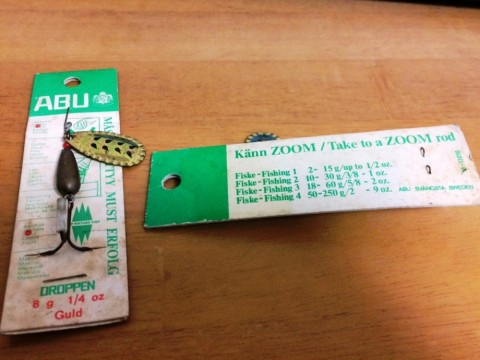 ABU
MUST ERFOLG
DROPPEN
8 g 1/4 oz
Guld
Känn ZOOM / Take to a ZOOM rod
Fiske-Fishing 1 2- 15 g/up to 1/2 oz.
Fiske-Fishing 2 10- 30 g/3/8 - 1 oz.
Fiske-Fishing 3 18- 60 g/5/8 - 2 oz.
Fiske-Fishing 4 50-250 g/2 - 9 oz.
ABU SVÄNGSTA SWEDEN